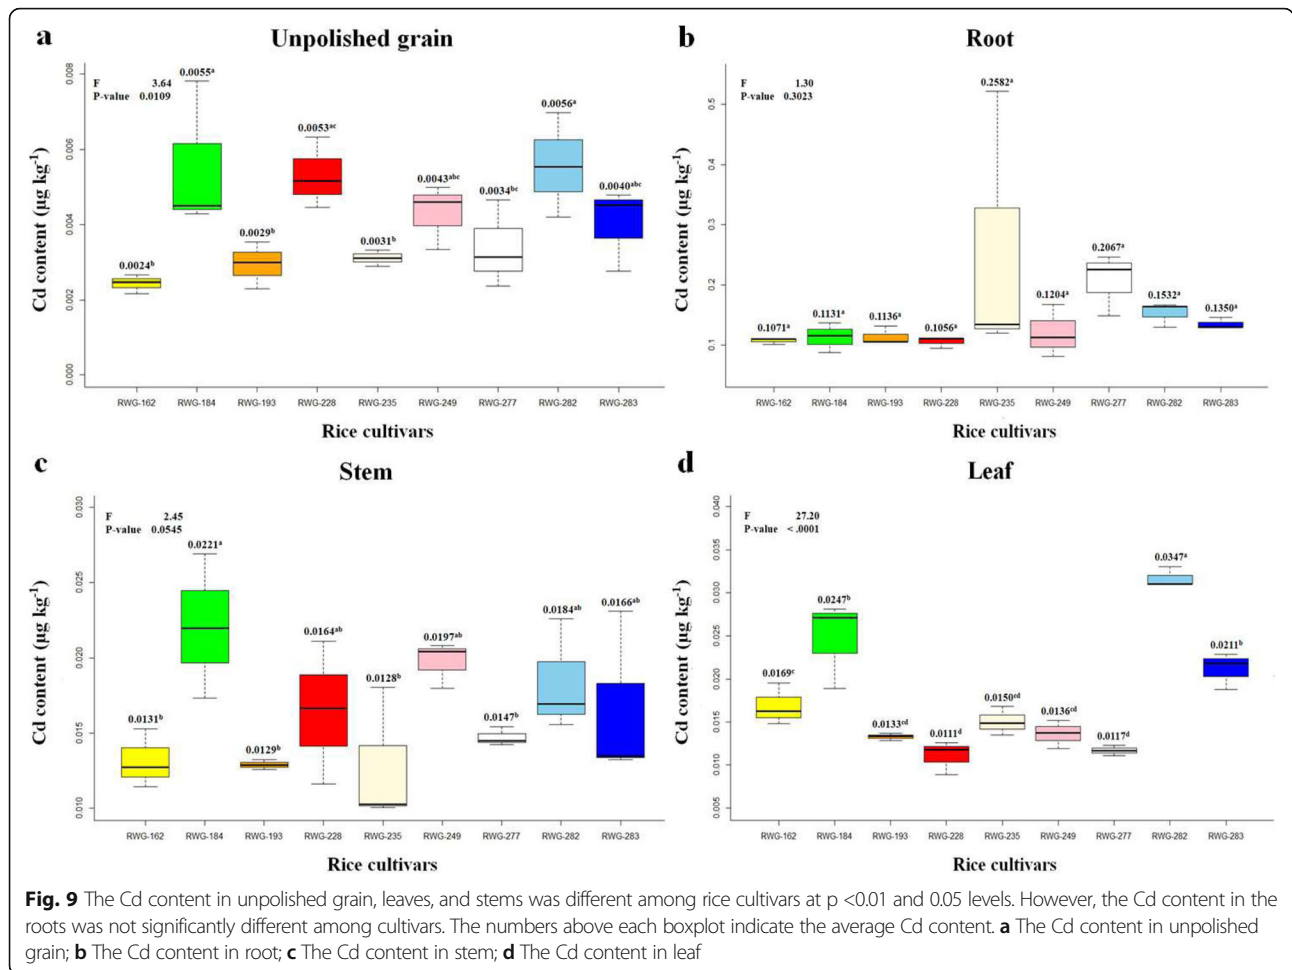 a
Unpolished grain
F 3.64
P-value 0.0109
Cd content (µg kg⁻¹)
0.008
0.006
0.004
0.002
0.000
0.0024ᵇ
0.0055ᵃ
0.0029ᵇ
0.0053ᵃᶜ
0.0031ᵇ
0.0043ᵃᵇᶜ
0.0034ᵇᶜ
0.0056ᵃ
0.0040ᵃᵇᶜ
RWG-162 RWG-184 RWG-193 RWG-228 RWG-235 RWG-249 RWG-277 RWG-282 RWG-283
Rice cultivars
b
Root
F 1.30
P-value 0.3023
Cd content (µg kg⁻¹)
0.5
0.4
0.3
0.2
0.1
0.1071ᵃ
0.1131ᵃ
0.1136ᵃ
0.1056ᵃ
0.2582ᵃ
0.1204ᵃ
0.2067ᵃ
0.1532ᵃ
0.1350ᵃ
RWG-162 RWG-184 RWG-193 RWG-228 RWG-235 RWG-249 RWG-277 RWG-282 RWG-283
Rice cultivars
c
Stem
F 2.45
P-value 0.0545
Cd content (µg kg⁻¹)
0.030
0.025
0.020
0.015
0.010
0.0131ᵇ
0.0221ᵃ
0.0129ᵇ
0.0164ᵃᵇ
0.0128ᵇ
0.0197ᵃᵇ
0.0147ᵇ
0.0184ᵃᵇ
0.0166ᵃᵇ
RWG-162 RWG-184 RWG-193 RWG-228 RWG-235 RWG-249 RWG-277 RWG-282 RWG-283
Rice cultivars
d
Leaf
F 27.20
P-value < .0001
Cd content (µg kg⁻¹)
0.040
0.035
0.030
0.025
0.020
0.015
0.010
0.005
0.0169ᶜ
0.0247ᵇ
0.0133ᶜᵈ
0.0111ᵈ
0.0150ᶜᵈ
0.0136ᶜᵈ
0.0117ᵈ
0.0347ᵃ
0.0211ᵇ
RWG-162 RWG-184 RWG-193 RWG-228 RWG-235 RWG-249 RWG-277 RWG-282 RWG-283
Rice cultivars
Fig. 9 The Cd content in unpolished grain, leaves, and stems was different among rice cultivars at p <0.01 and 0.05 levels. However, the Cd content in the
roots was not significantly different among cultivars. The numbers above each boxplot indicate the average Cd content. a The Cd content in unpolished
grain; b The Cd content in root; c The Cd content in stem; d The Cd content in leaf